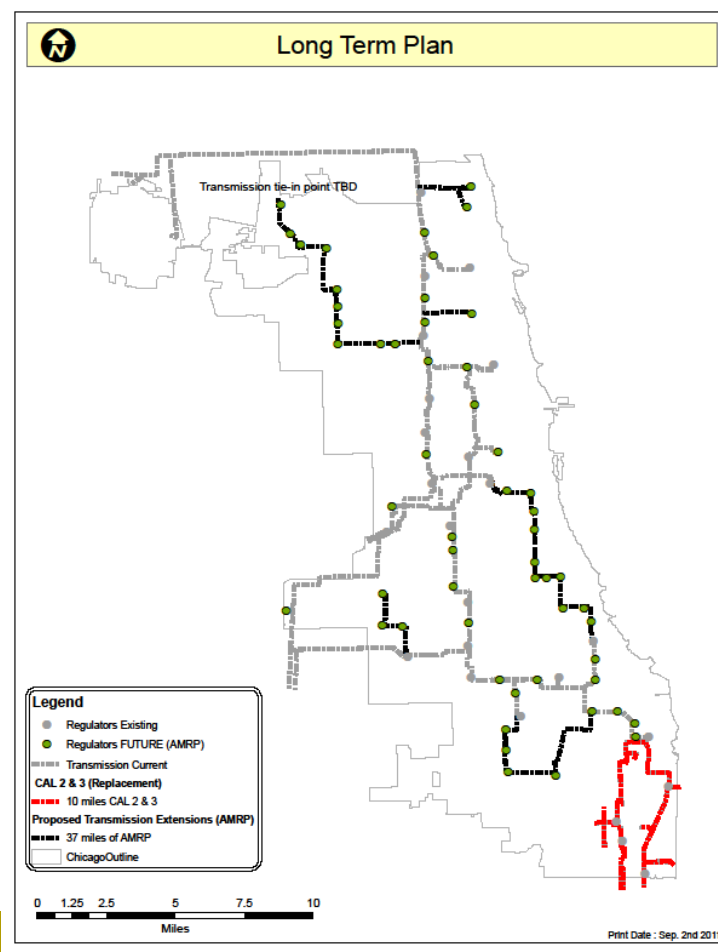 N
Long Term Plan
Transmission tie-in point TBD
Legend
Regulators Existing
Regulators FUTURE (AMRP)
Transmission Current
CAL 2 & 3 (Replacement)
10 miles CAL 2 & 3
Proposed Transmission Extensions (AMRP)
37 miles of AMRP
ChicagoOutline
0 1.25 2.5 5 7.5 10
Miles
Print Date : Sep. 2nd 201